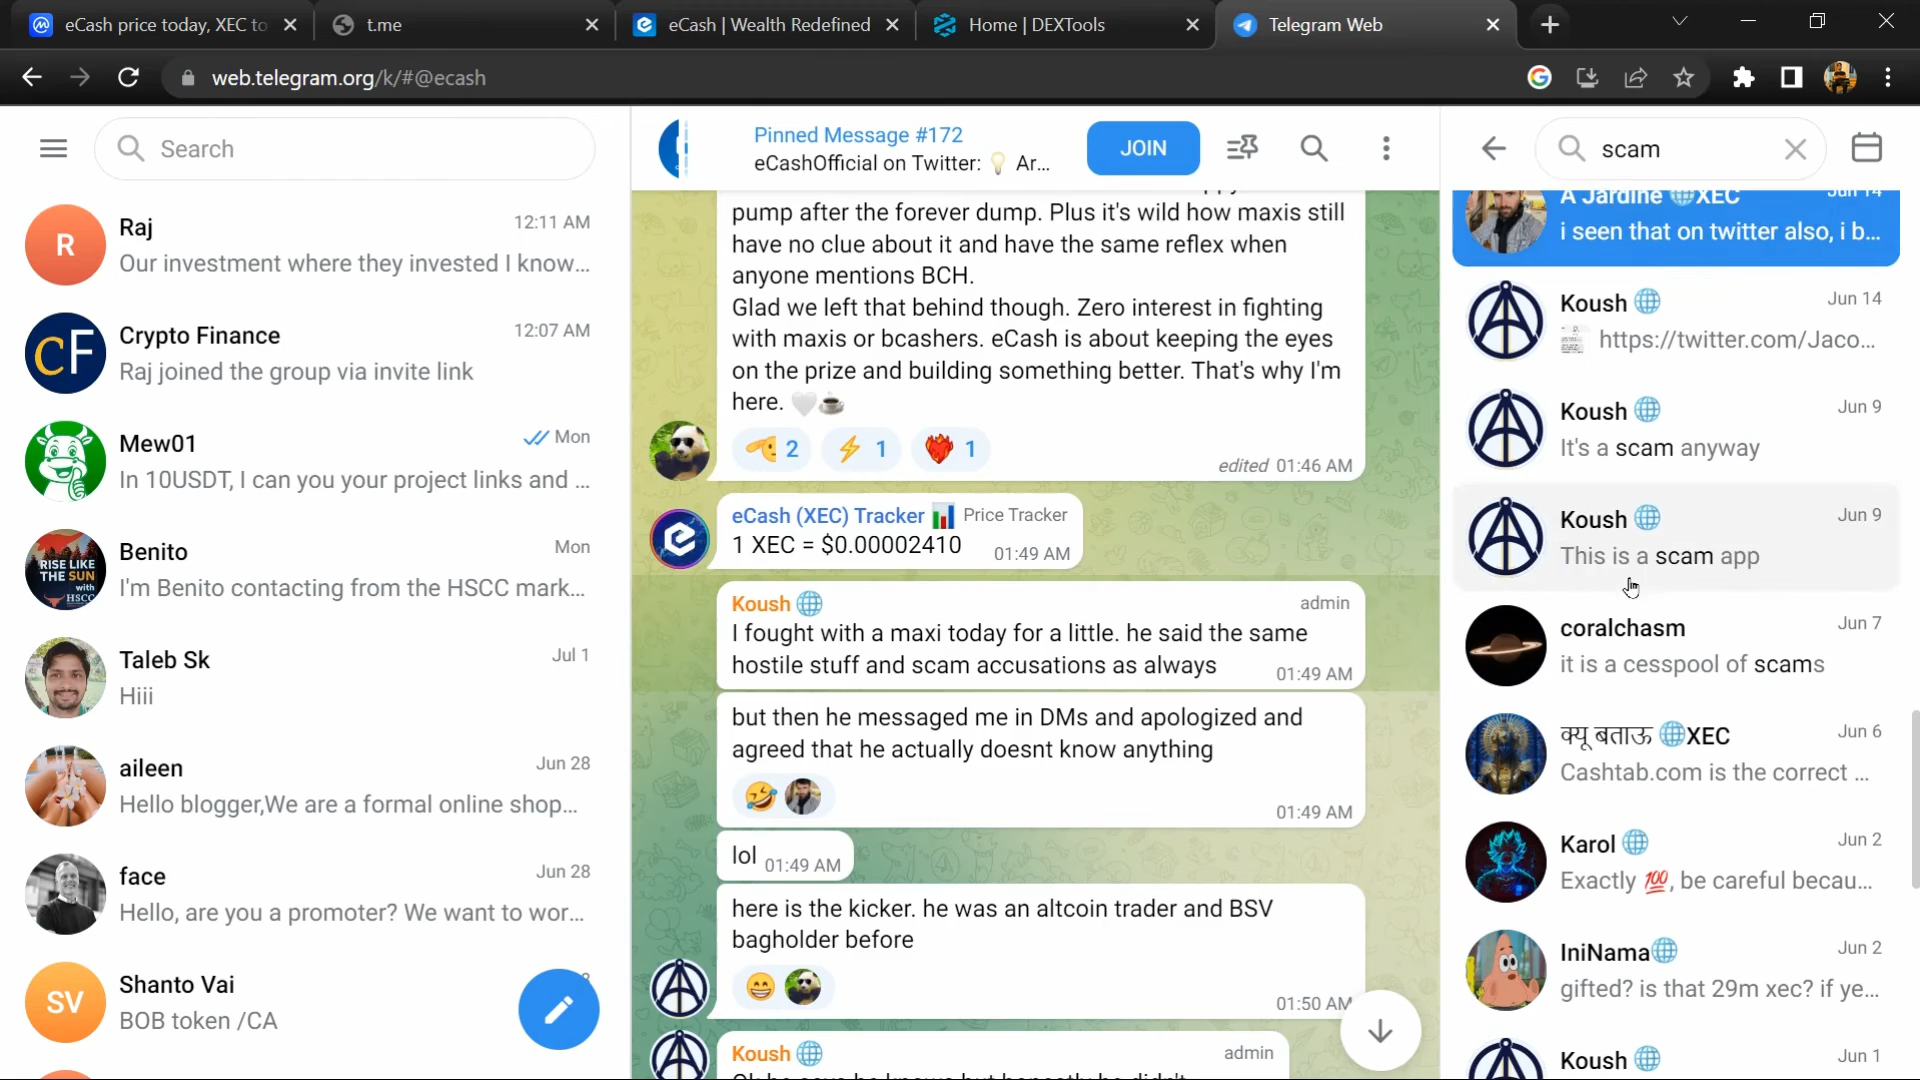 eCash price today, XEC to
t.me
eCash | Wealth Redefined
Home | DEXTools
Telegram Web
web.telegram.org/k/#@ecash
Search
R
Raj
12:11 AM
Our investment where they invested I know...
CF
Crypto Finance
12:07 AM
Raj joined the group via invite link
Mew01
Mon
In 10USDT, I can you your project links and ...
RISE LIKE
THE SUN
with
HSCC
Benito
Mon
I'm Benito contacting from the HSCC mark...
Taleb Sk
Jul 1
Hiii
aileen
Jun 28
Hello blogger,We are a formal online shop...
face
Jun 28
Hello, are you a promoter? We want to wor...
SV
Shanto Vai
BOB token /CA
Pinned Message #172
eCashOfficial on Twitter: 💡 Ar...
JOIN
pump after the forever dump. Plus it's wild how maxis still
have no clue about it and have the same reflex when
anyone mentions BCH.
Glad we left that behind though. Zero interest in fighting
with maxis or bcashers. eCash is about keeping the eyes
on the prize and building something better. That's why I'm
here. 🤍☕
2
1
1
edited 01:46 AM
eCash (XEC) Tracker 📊 Price Tracker
1 XEC = $0.00002410 01:49 AM
Koush 🌐 admin
I fought with a maxi today for a little. he said the same
hostile stuff and scam accusations as always 01:49 AM
but then he messaged me in DMs and apologized and
agreed that he actually doesnt know anything
01:49 AM
lol 01:49 AM
here is the kicker. he was an altcoin trader and BSV
bagholder before
01:50 AM
Koush 🌐 admin
scam
A Jardine 🌐XEC Jun 14
i seen that on twitter also, i b...
Koush 🌐 Jun 14
https://twitter.com/Jaco...
Koush 🌐 Jun 9
It's a scam anyway
Koush 🌐 Jun 9
This is a scam app
coralchasm Jun 7
it is a cesspool of scams
क्यू बताऊ 🌐XEC Jun 6
Cashtab.com is the correct ...
Karol 🌐 Jun 2
Exactly 💯, be careful becau...
IniNama🌐 Jun 2
gifted? is that 29m xec? if ye...
Koush 🌐 Jun 1